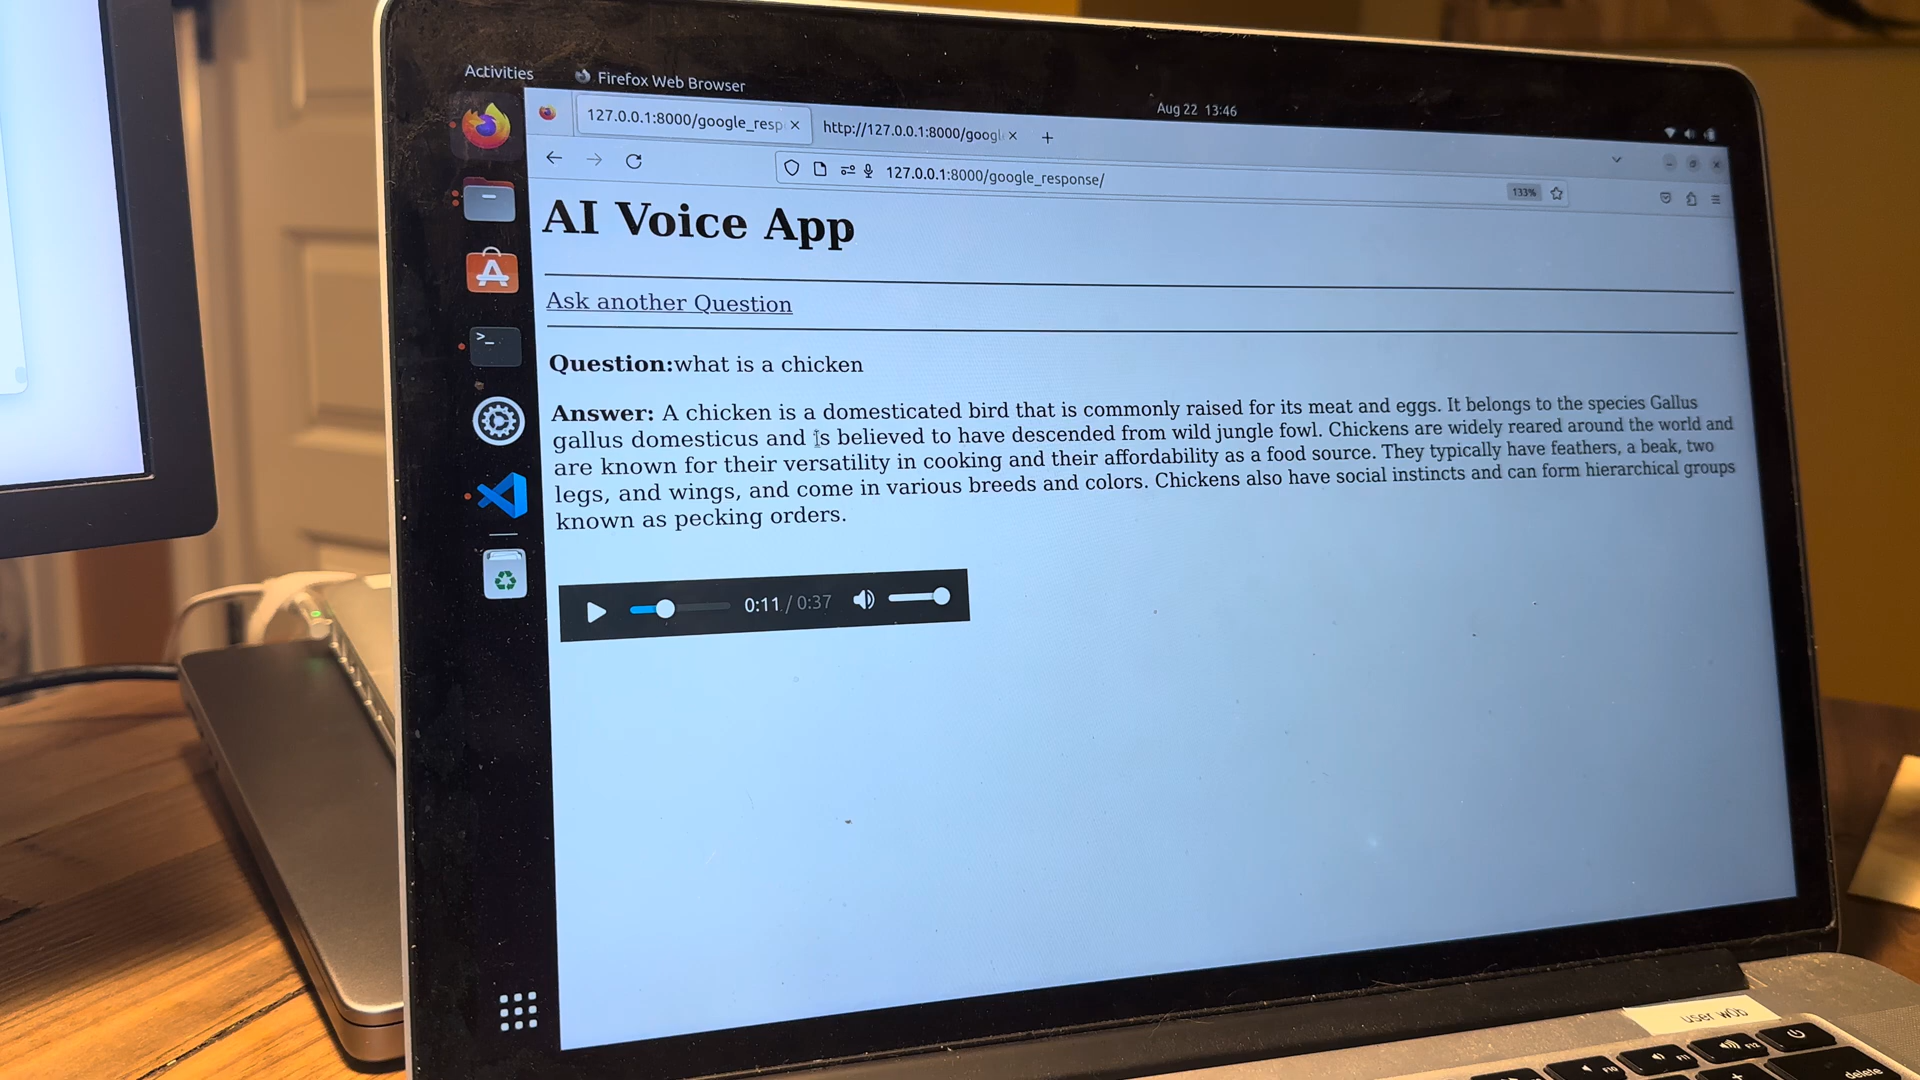 Activities
Firefox Web Browser
Aug 22 13:46
127.0.0.1:8000/google_resp
http://127.0.0.1:8000/googl
127.0.0.1:8000/google_response/
133%
AI Voice App
Ask another Question
Question:what is a chicken
Answer: A chicken is a domesticated bird that is commonly raised for its meat and eggs. It belongs to the species Gallus
gallus domesticus and is believed to have descended from wild jungle fowl. Chickens are widely reared around the world and
are known for their versatility in cooking and their affordability as a food source. They typically have feathers, a beak, two
legs, and wings, and come in various breeds and colors. Chickens also have social instincts and can form hierarchical groups
known as pecking orders.
0:11 / 0:37
user w0b
F10
F11
F12
delete